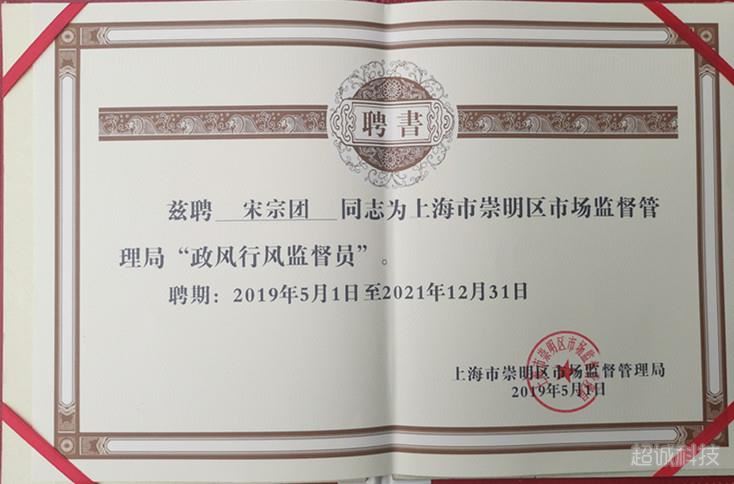 聘書
兹聘 宋宗团 同志为上海市崇明区市场监督管
理局“政风行风监督员”。
聘期：2019年5月1日至2021年12月31日
上海市崇明区市场监督管理局
2019年5月1日
超诚科技